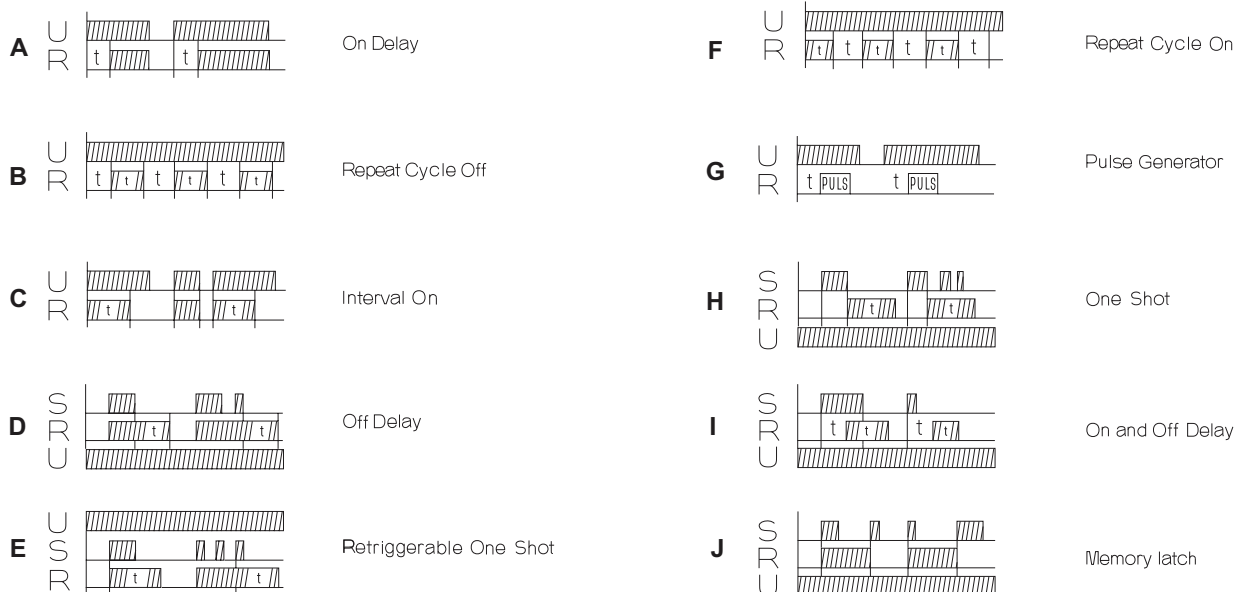 A U R t t On Delay
B U R t t t t t t Repeat Cycle Off
C U R t t Interval On
D S R U t t Off Delay
E U S R t t Retriggerable One Shot
F U R t t t t t t Repeat Cycle On
G U R t PULS t PULS Pulse Generator
H S R U t t One Shot
I S R U t t t t On and Off Delay
J S R U Memory latch